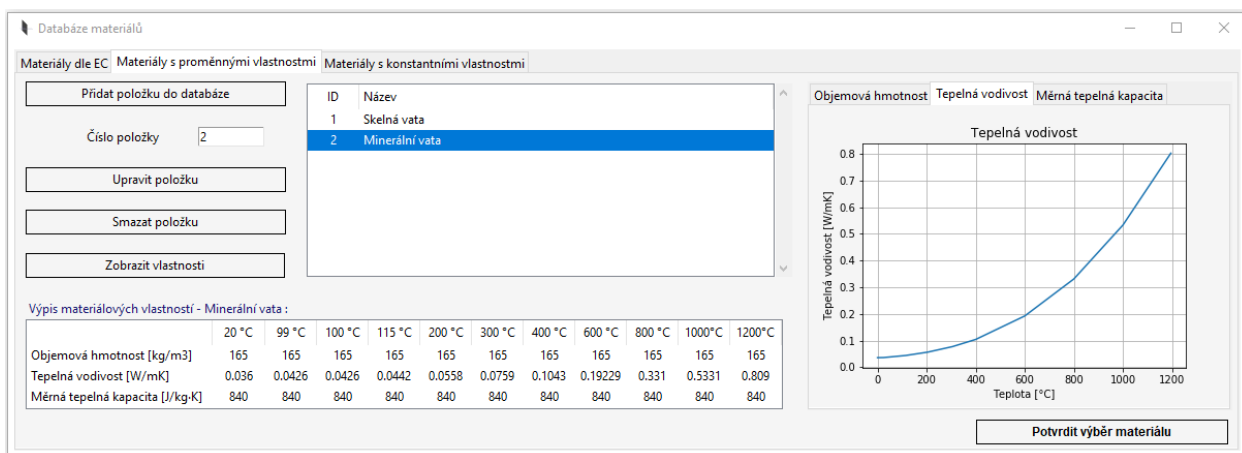 Databáze materiálů
Materiály dle EC Materiály s proměnnými vlastnostmi Materiály s konstantními vlastnostmi
Přidat položku do databáze
Číslo položky 2
Upravit položku
Smazat položku
Zobrazit vlastnosti
ID Název
1 Skelná vata
2 Minerální vata
Výpis materiálových vlastností - Minerální vata :
20 °C 99 °C 100 °C 115 °C 200 °C 300 °C 400 °C 600 °C 800 °C 1000°C 1200°C
Objemová hmotnost [kg/m3] 165 165 165 165 165 165 165 165 165 165 165
Tepelná vodivost [W/mK] 0.036 0.0426 0.0426 0.0442 0.0558 0.0759 0.1043 0.19229 0.331 0.5331 0.809
Měrná tepelná kapacita [J/kg·K] 840 840 840 840 840 840 840 840 840 840 840
Objemová hmotnost Tepelná vodivost Měrná tepelná kapacita
Tepelná vodivost
Tepelná vodivost [W/mK]
0.8
0.7
0.6
0.5
0.4
0.3
0.2
0.1
0.0
0 200 400 600 800 1000 1200
Teplota [°C]
Potvrdit výběr materiálu